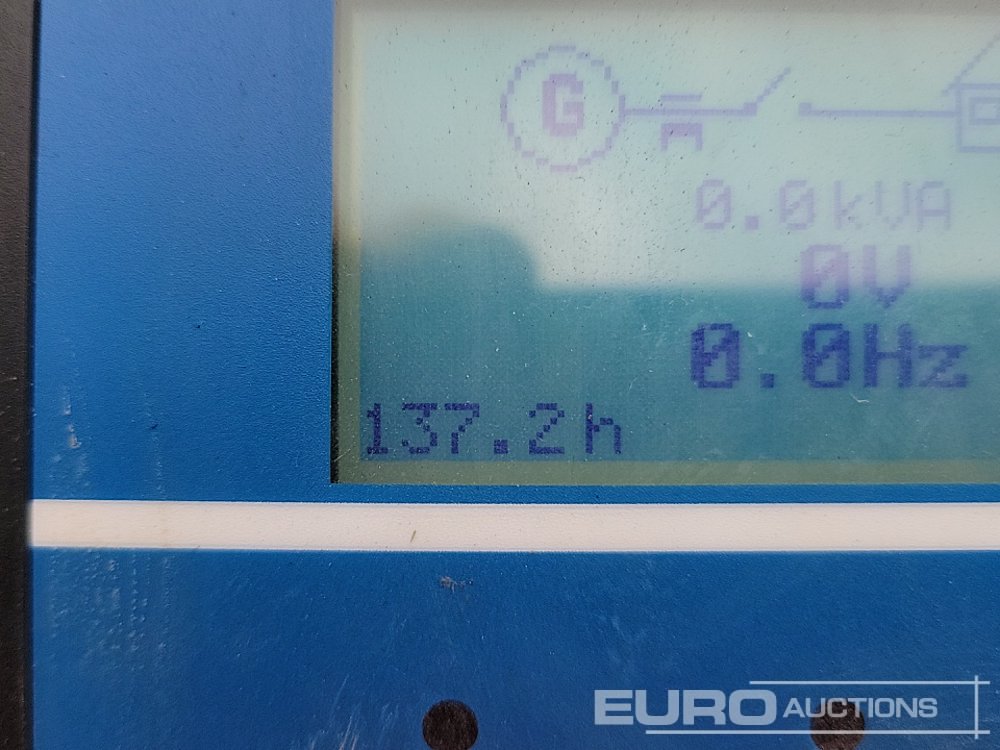 G
0.0kVA
0V
0.0Hz
137.2h
EURO AUCTIONS